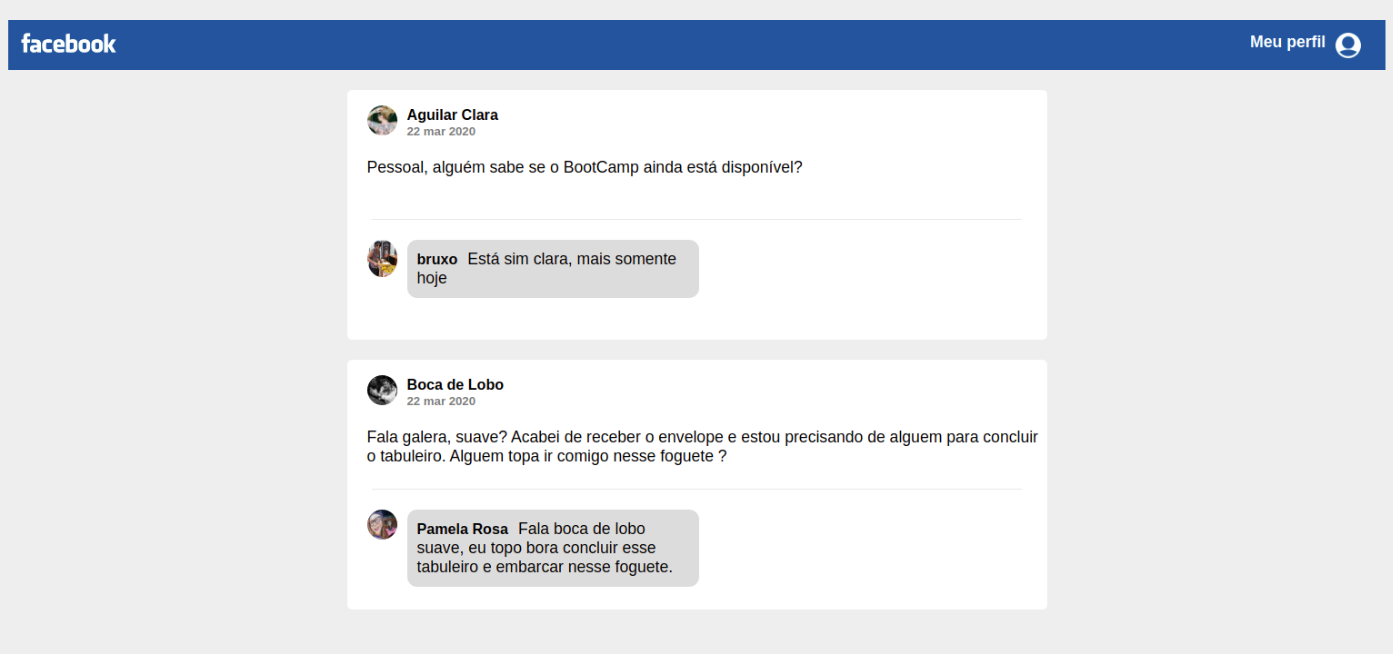 facebook
Meu perfil
Aguilar Clara
22 mar 2020
Pessoal, alguém sabe se o BootCamp ainda está disponível?
bruxo Está sim clara, mais somente
hoje
Boca de Lobo
22 mar 2020
Fala galera, suave? Acabei de receber o envelope e estou precisando de alguem para concluir
o tabuleiro. Alguem topa ir comigo nesse foguete ?
Pamela Rosa Fala boca de lobo
suave, eu topo bora concluir esse
tabuleiro e embarcar nesse foguete.